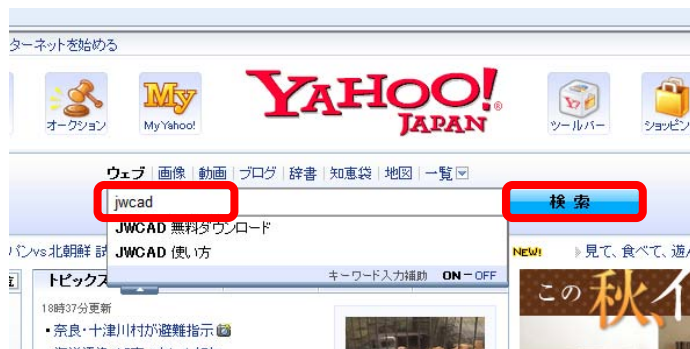 ターネットを始める
オークション
My
My Yahoo!
YAHOO!
JAPAN
ツールバー
ショッピン
ウェブ 画像 動画 ブログ 辞書 知恵袋 地図 一覧
jwcad
検 索
JWCAD 無料ダウンロード
JWCAD 使い方
キーワード入力補助 ON-OFF
パンvs北朝鮮 試
NEW! 見て、食べて、遊ん
トピックス
18時37分更新
・奈良・十津川村が避難指示
この秋、イ